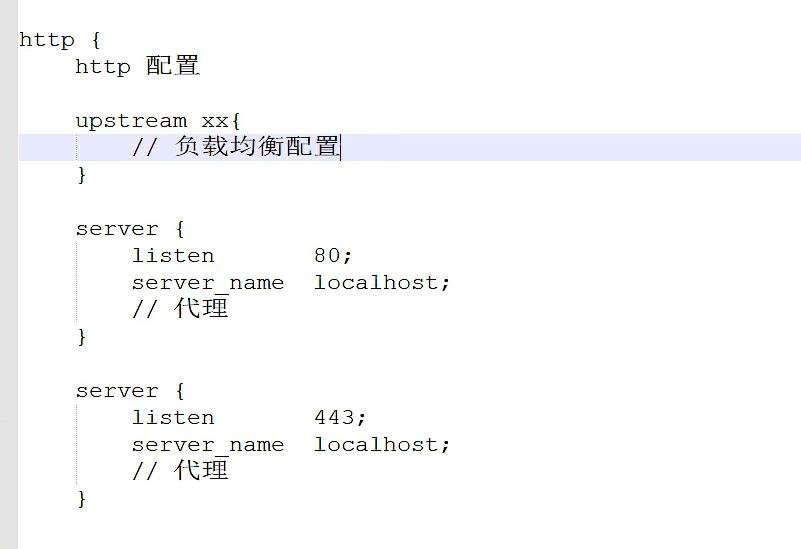 http {
    http 配置

    upstream xx{
        // 负载均衡配置
    }

    server {
        listen       80;
        server_name  localhost;
        // 代理
    }

    server {
        listen       443;
        server_name  localhost;
        // 代理
    }